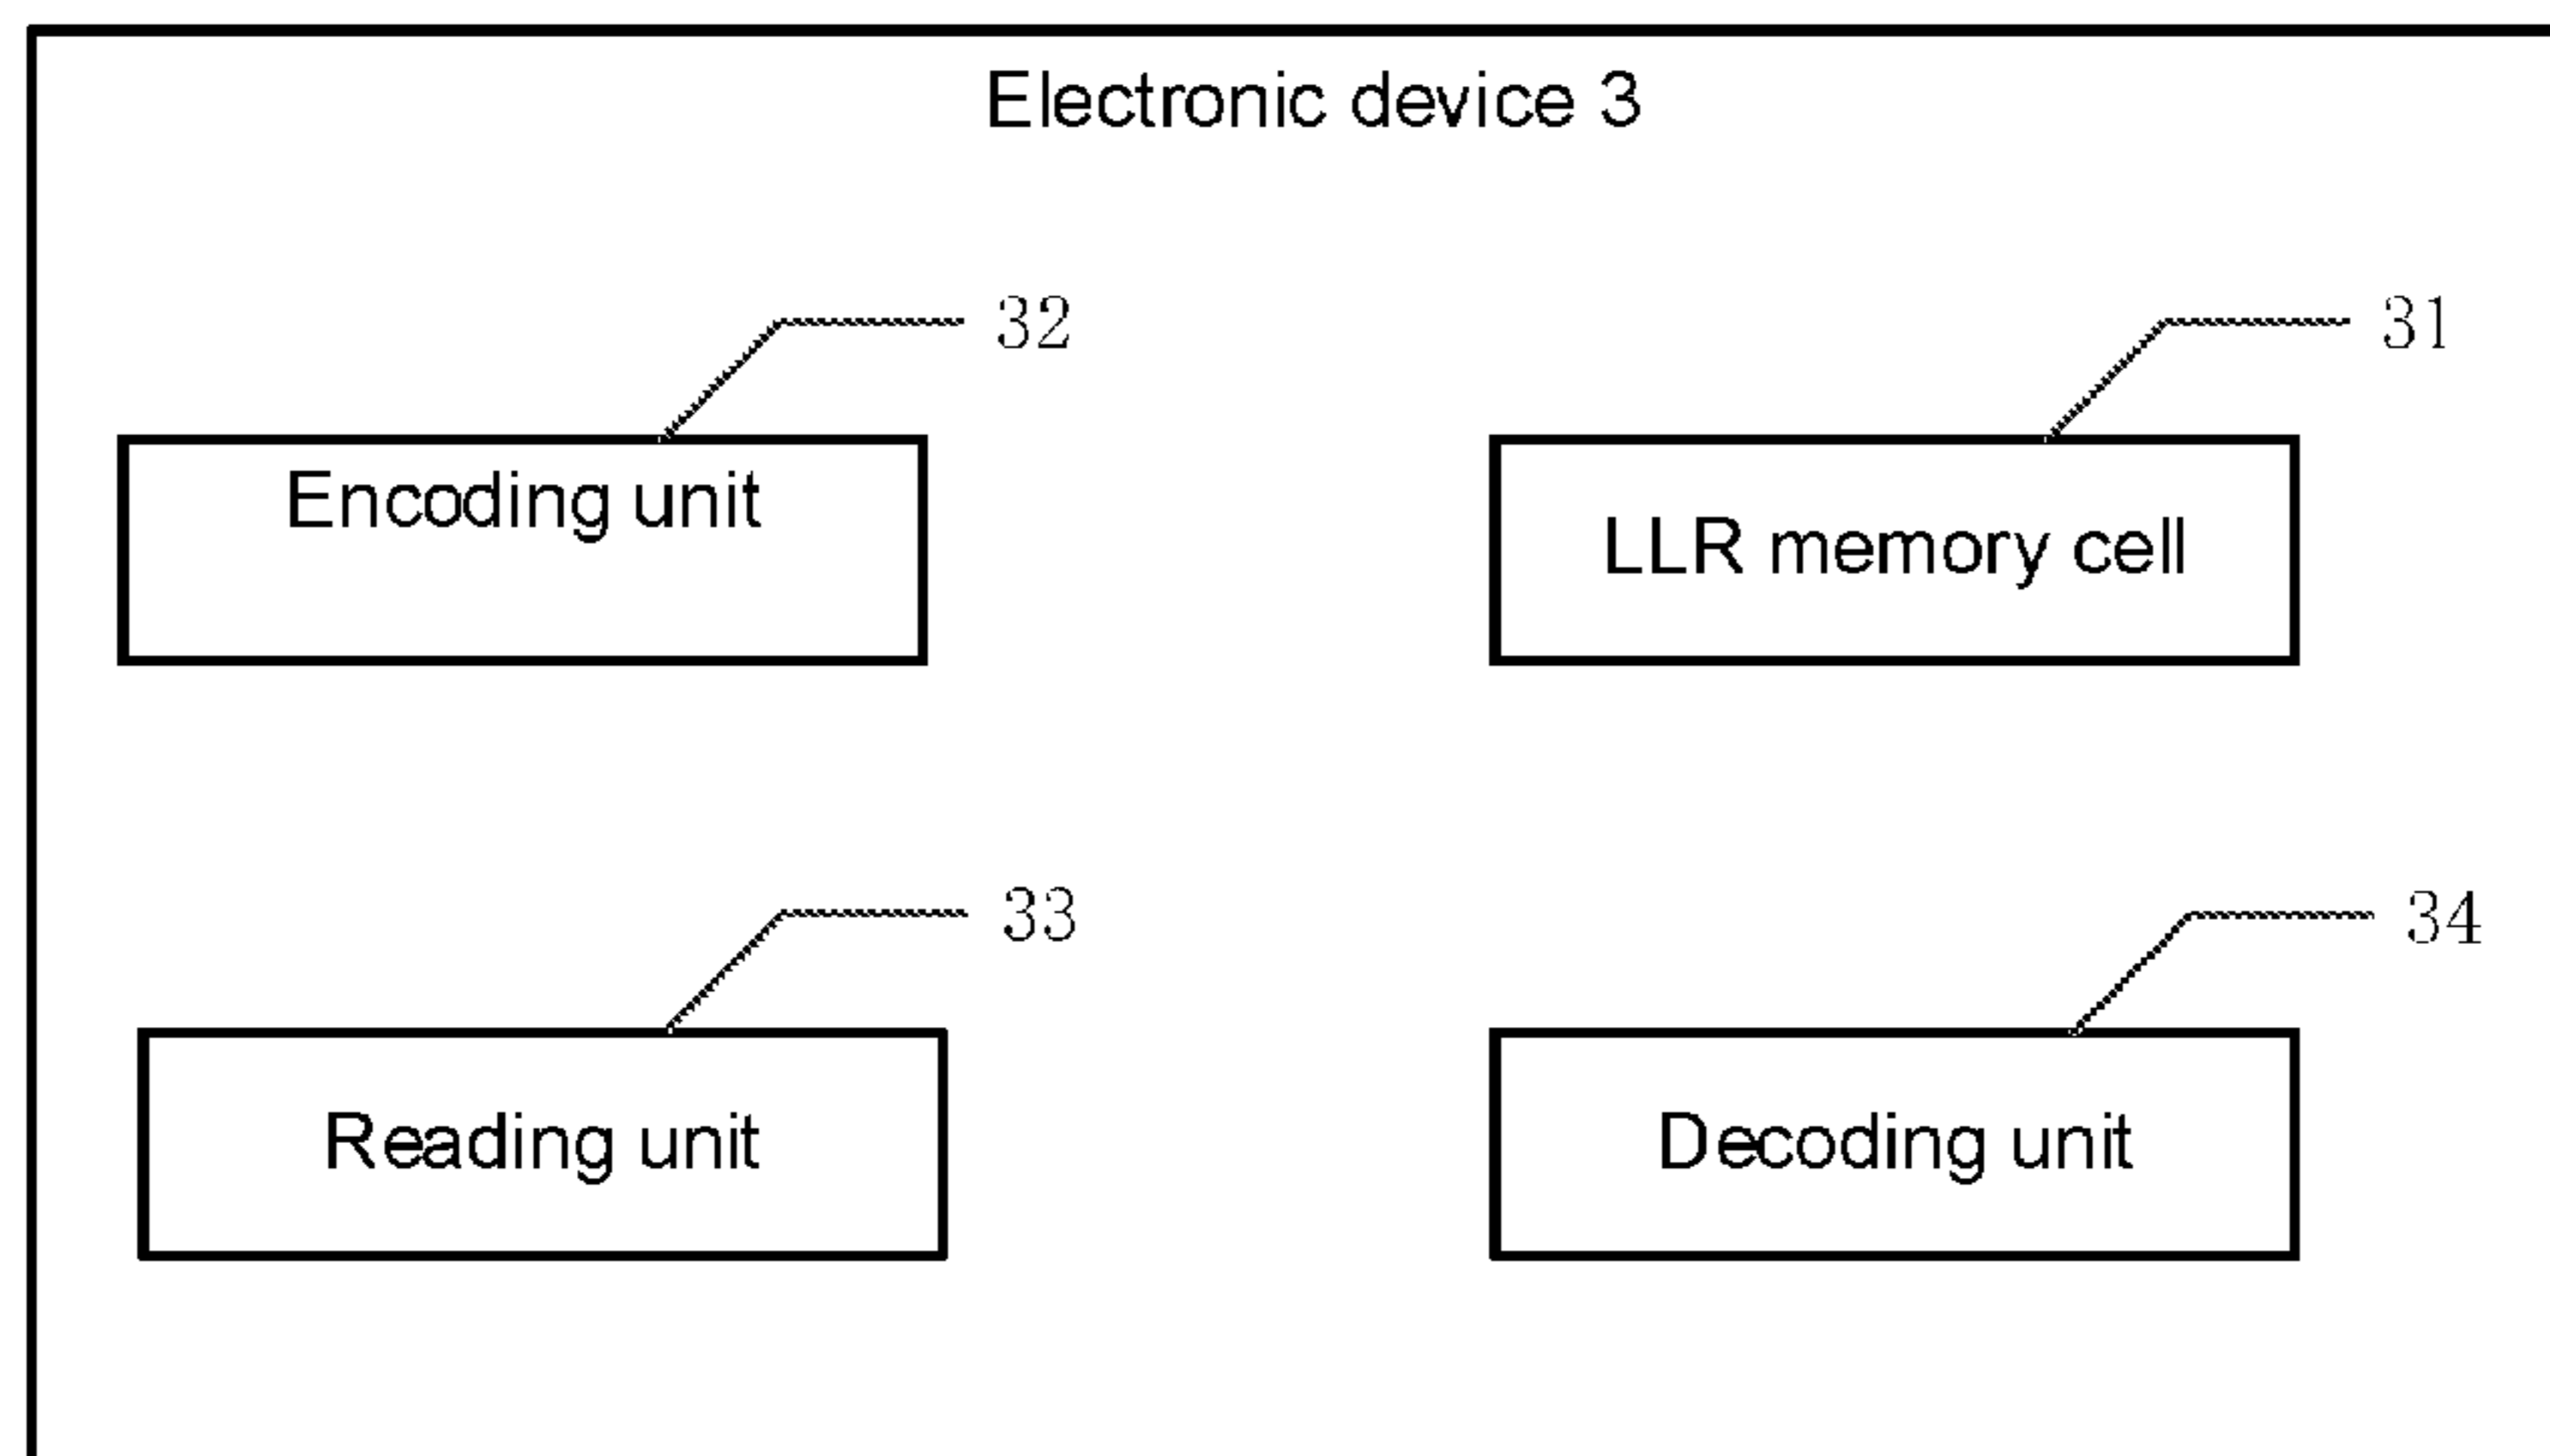 Electronic device 3
32
31
Encoding unit
LLR memory cell
33
34
Reading unit
Decoding unit